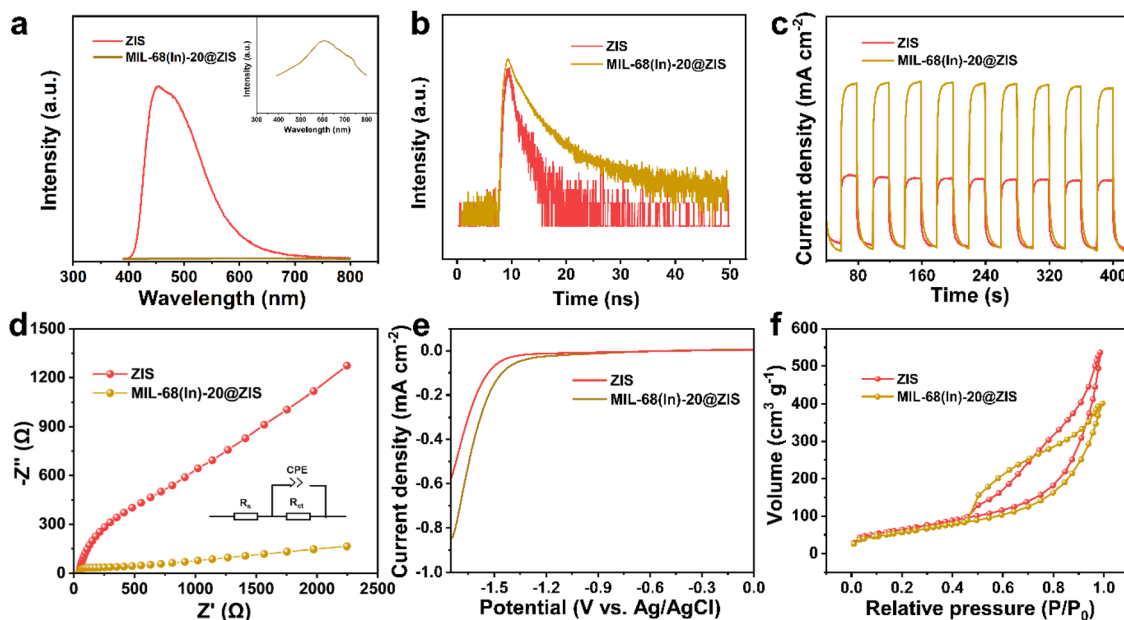 a
ZIS
MIL-68(In)-20@ZIS
Intensity (a.u.)
Wavelength (nm)
300 400 500 600 700 800
Intensity (a.u.)
300 400 500 600 700 800
Wavelength (nm)
b
ZIS
MIL-68(In)-20@ZIS
Intensity (a.u.)
0 10 20 30 40 50
Time (ns)
c
ZIS
MIL-68(In)-20@ZIS
Current density (mA cm-2)
80 160 240 320 400
Time (s)
d
ZIS
MIL-68(In)-20@ZIS
-Z'' (Ω)
1500
1200
900
600
300
0
CPE
Rs
Rct
0 500 1000 1500 2000 2500
Z' (Ω)
e
ZIS
MIL-68(In)-20@ZIS
Current density (mA cm-2)
0.0
-0.2
-0.4
-0.6
-0.8
-1.0
-1.5 -1.2 -0.9 -0.6 -0.3 0.0
Potential (V vs. Ag/AgCl)
f
ZIS
MIL-68(In)-20@ZIS
Volume (cm3 g-1)
600
500
400
300
200
100
0
0.0 0.2 0.4 0.6 0.8 1.0
Relative pressure (P/P0)